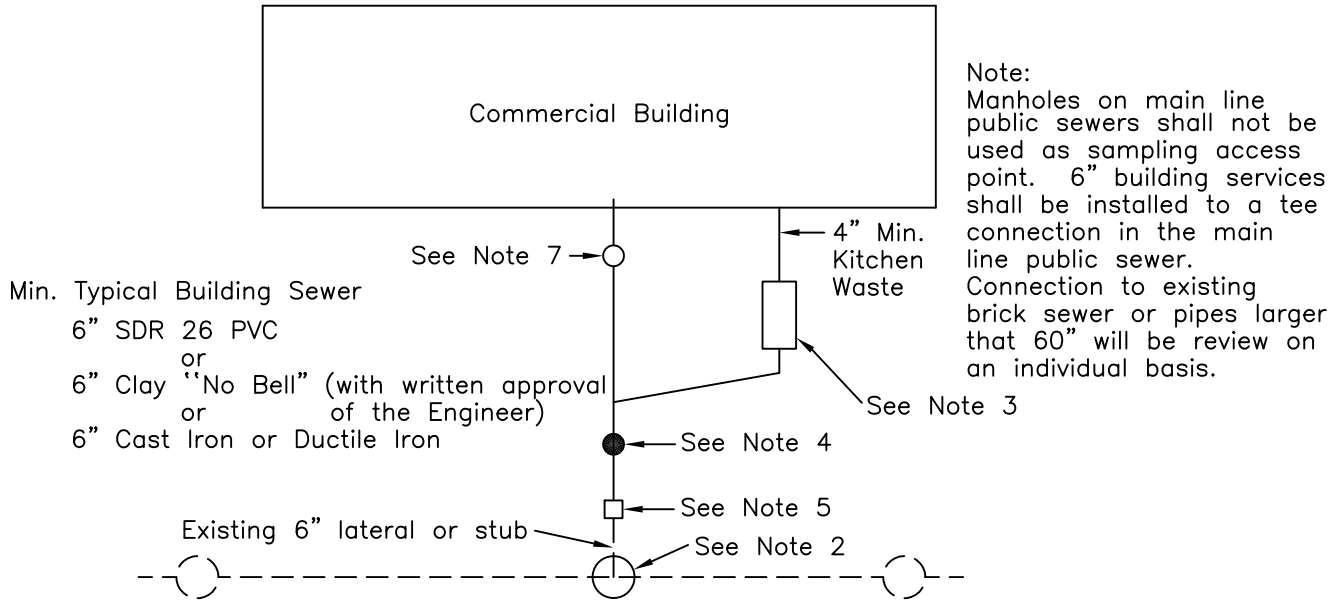 Commercial Building
Note:
Manholes on main line
public sewers shall not be
used as sampling access
point.  6” building services
shall be installed to a tee
connection in the main
line public sewer.
Connection to existing
brick sewer or pipes larger
that 60” will be review on
an individual basis.
See Note 7
4” Min.
Kitchen
Waste
Min. Typical Building Sewer
6” SDR 26 PVC
or
6” Clay ‘‘No Bell” (with written approval
or of the Engineer)
6” Cast Iron or Ductile Iron
See Note 3
See Note 4
See Note 5
Existing 6” lateral or stub
See Note 2